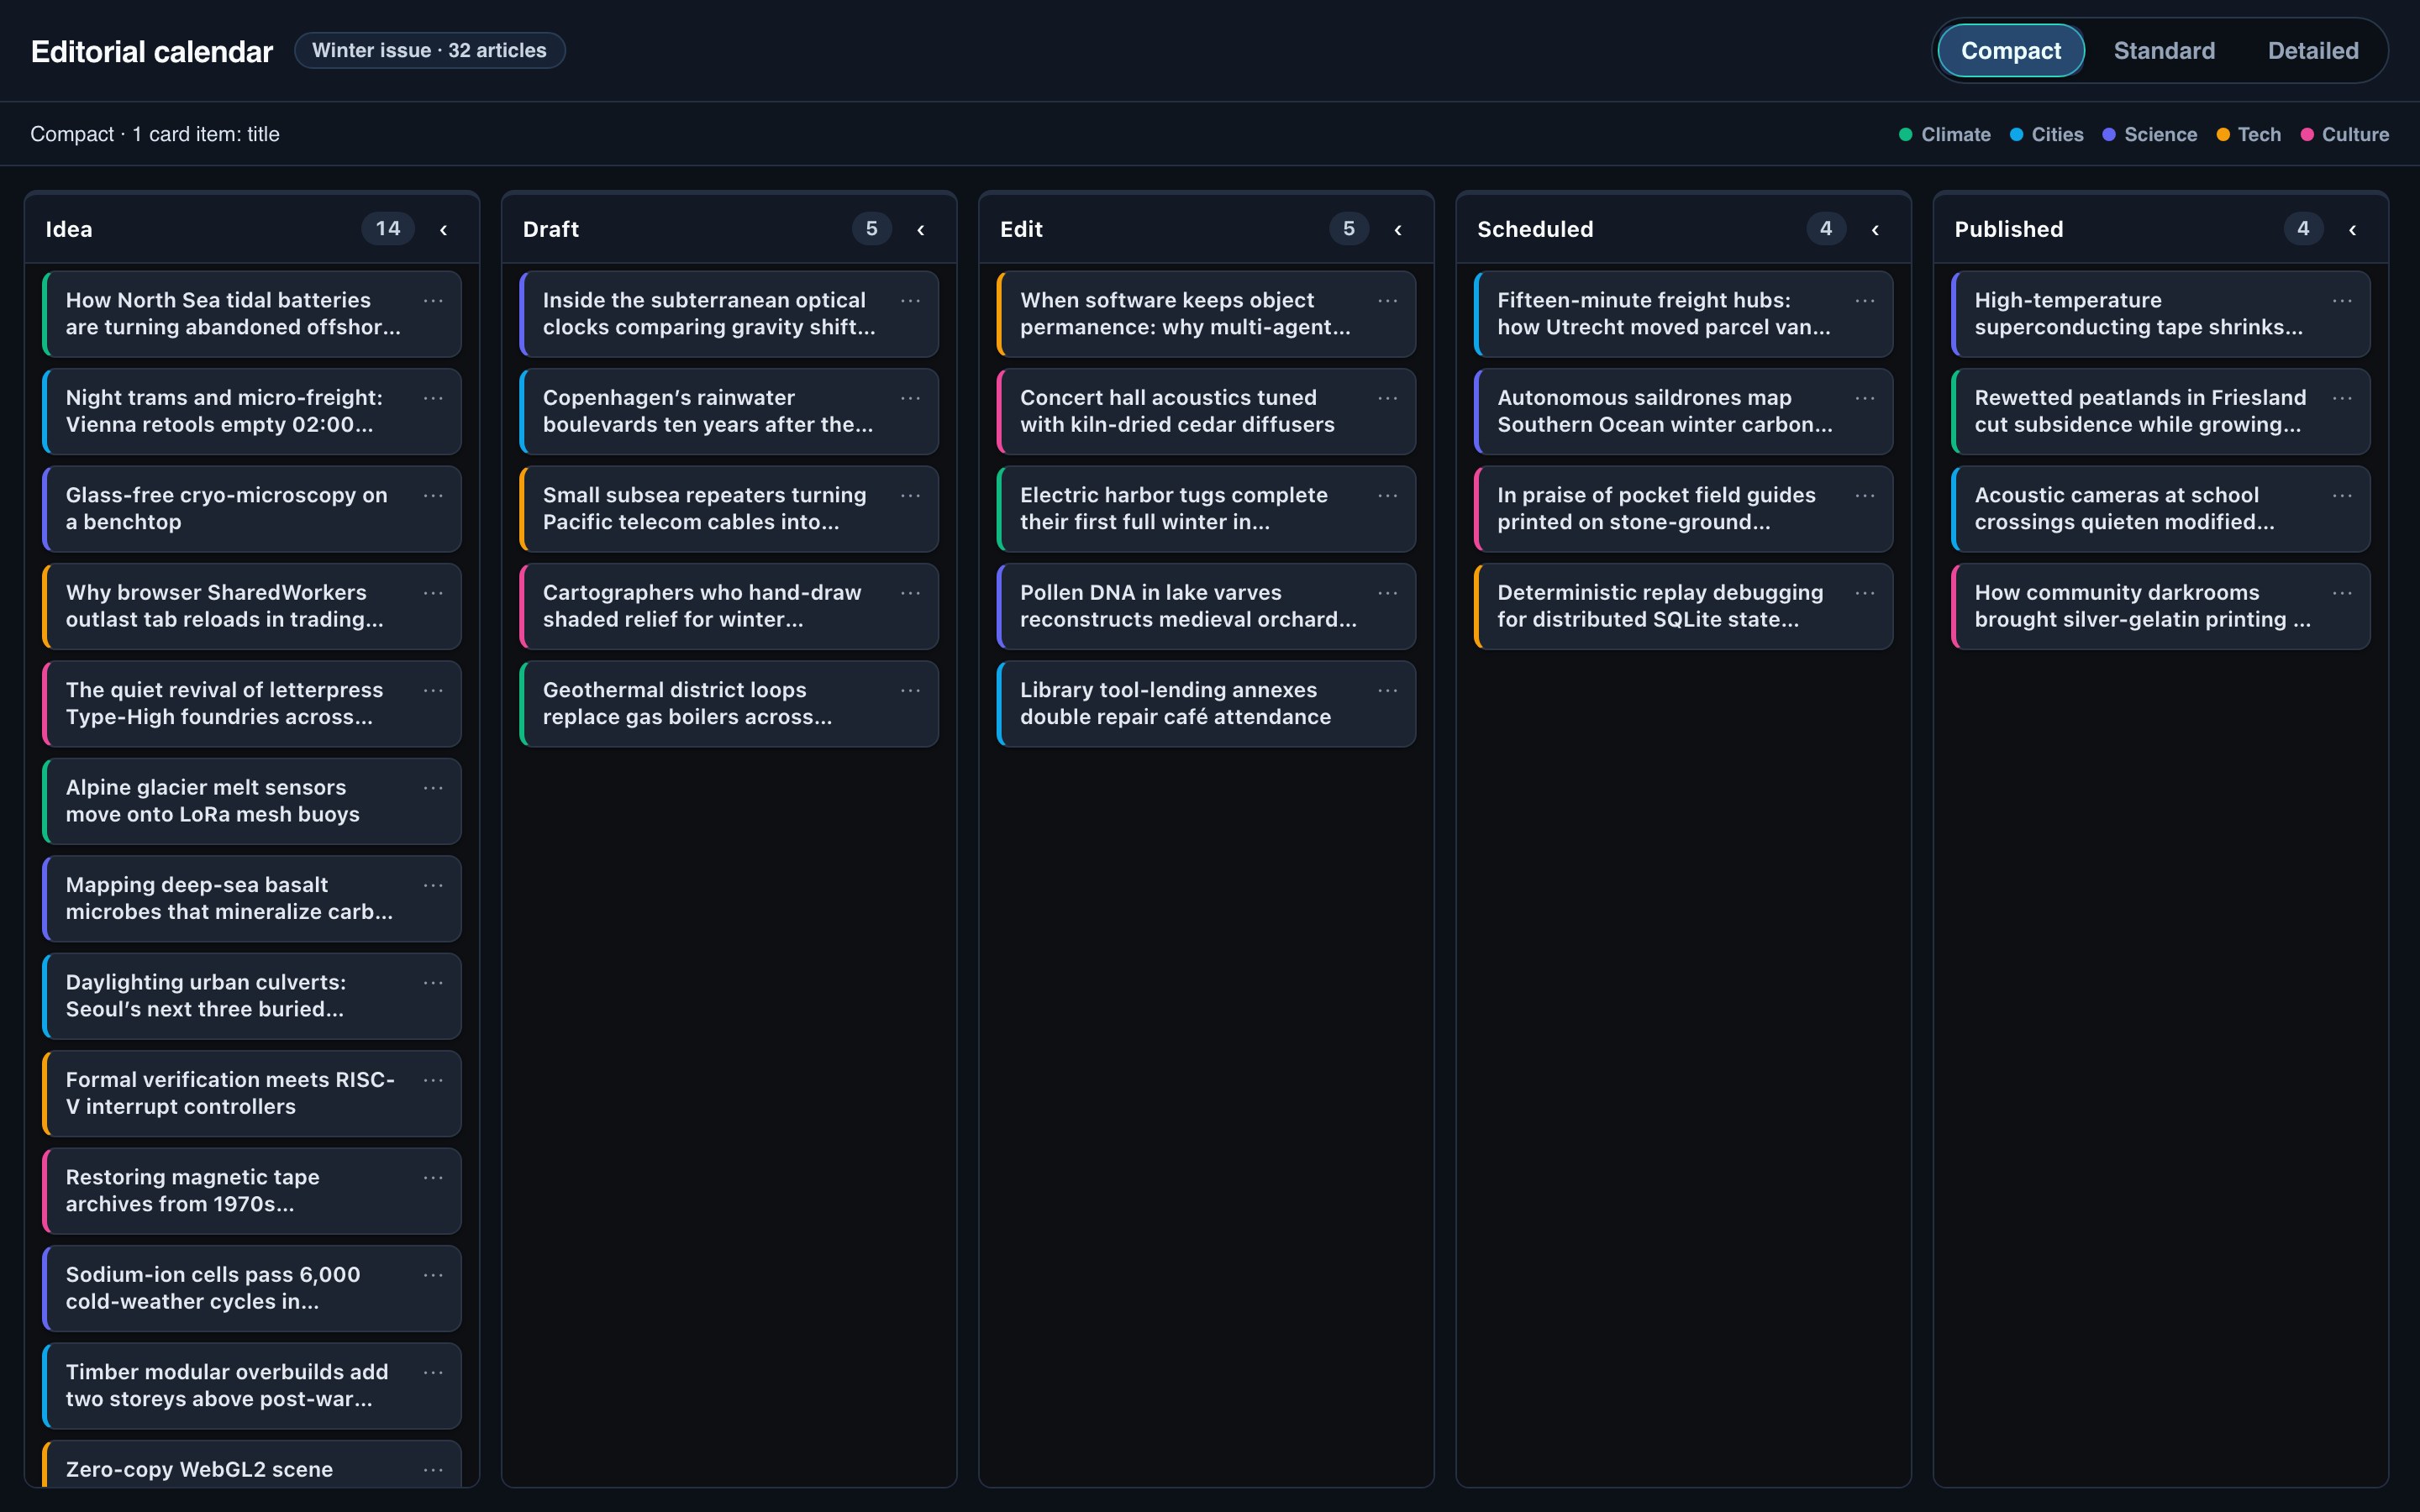 Editorial calendar
Winter issue · 32 articles
Compact
Standard
Detailed
Compact · 1 card item: title
Climate
Cities
Science
Tech
Culture
Idea
14
How North Sea tidal batteries
are turning abandoned offshor...
Night trams and micro-freight:
Vienna retools empty 02:00...
Glass-free cryo-microscopy on
a benchtop
Why browser SharedWorkers
outlast tab reloads in trading...
The quiet revival of letterpress
Type-High foundries across...
Alpine glacier melt sensors
move onto LoRa mesh buoys
Mapping deep-sea basalt
microbes that mineralize carb...
Daylighting urban culverts:
Seoul’s next three buried...
Formal verification meets RISC-
V interrupt controllers
Restoring magnetic tape
archives from 1970s...
Sodium-ion cells pass 6,000
cold-weather cycles in...
Timber modular overbuilds add
two storeys above post-war...
Zero-copy WebGL2 scene
Draft
5
Inside the subterranean optical
clocks comparing gravity shift...
Copenhagen’s rainwater
boulevards ten years after the...
Small subsea repeaters turning
Pacific telecom cables into...
Cartographers who hand-draw
shaded relief for winter...
Geothermal district loops
replace gas boilers across...
Edit
5
When software keeps object
permanence: why multi-agent...
Concert hall acoustics tuned
with kiln-dried cedar diffusers
Electric harbor tugs complete
their first full winter in...
Pollen DNA in lake varves
reconstructs medieval orchard...
Library tool-lending annexes
double repair café attendance
Scheduled
4
Fifteen-minute freight hubs:
how Utrecht moved parcel van...
Autonomous saildrones map
Southern Ocean winter carbon...
In praise of pocket field guides
printed on stone-ground...
Deterministic replay debugging
for distributed SQLite state...
Published
4
High-temperature
superconducting tape shrinks...
Rewetted peatlands in Friesland
cut subsidence while growing...
Acoustic cameras at school
crossings quieten modified...
How community darkrooms
brought silver-gelatin printing ...